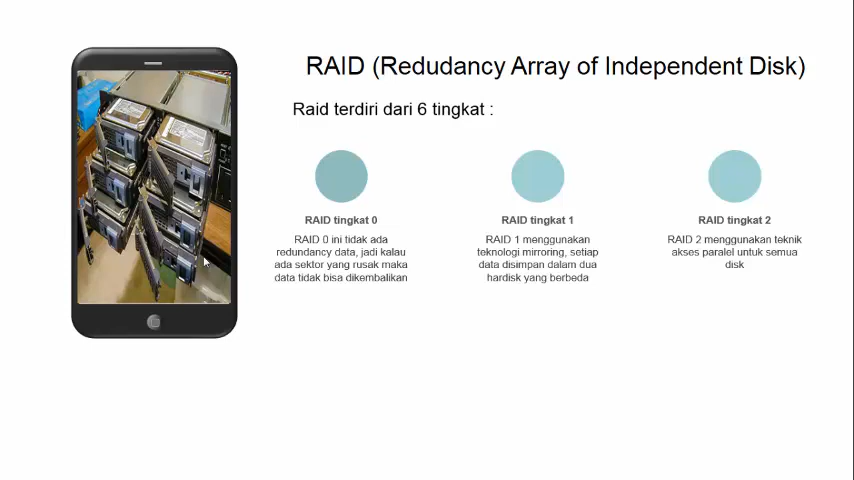 RAID (Redudancy Array of Independent Disk)
Raid terdiri dari 6 tingkat :
RAID tingkat 0
RAID 0 ini tidak ada
redundancy data, jadi kalau
ada sektor yang rusak maka
data tidak bisa dikembalikan
RAID tingkat 1
RAID 1 menggunakan
teknologi mirroring, setiap
data disimpan dalam dua
hardisk yang berbeda
RAID tingkat 2
RAID 2 menggunakan teknik
akses paralel untuk semua
disk